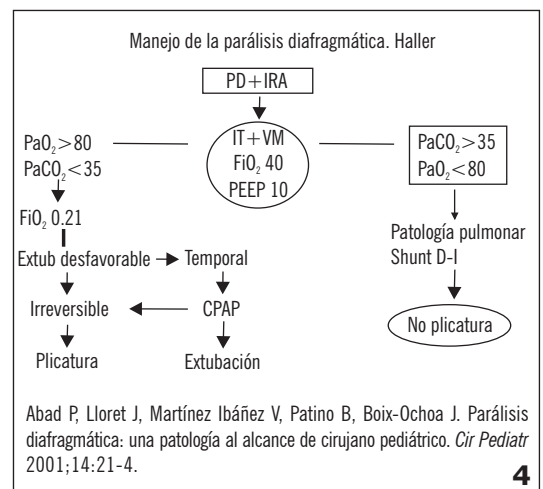 Manejo de la parálisis diafragmática. Haller
PD+IRA
PaO₂>80
PaCO₂<35
IT+VM
FiO₂ 40
PEEP 10
PaCO₂>35
PaO₂<80
FiO₂ 0.21
Patología pulmonar
Shunt D-I
Extub desfavorable
Temporal
Irreversible
CPAP
No plicatura
Plicatura
Extubación
Abad P, Lloret J, Martínez Ibáñez V, Patino B, Boix-Ochoa J. Parálisis
diafragmática: una patología al alcance de cirujano pediátrico. Cir Pediatr
2001;14:21-4.
4